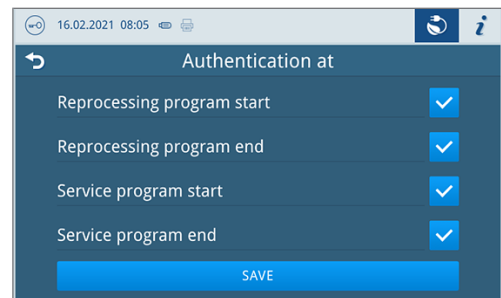 16.02.2021 08:05
i
Authentication at
Reprocessing program start
Reprocessing program end
Service program start
Service program end
SAVE